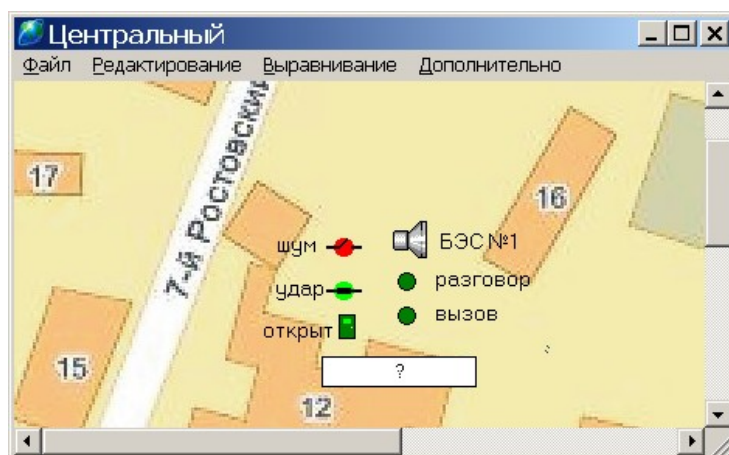 Центральный
Файл Редактирование Выравнивание Дополнительно
17
7-й Ростовский
16
шум
БЭС №1
удар
разговор
открыт
вызов
15
?
12